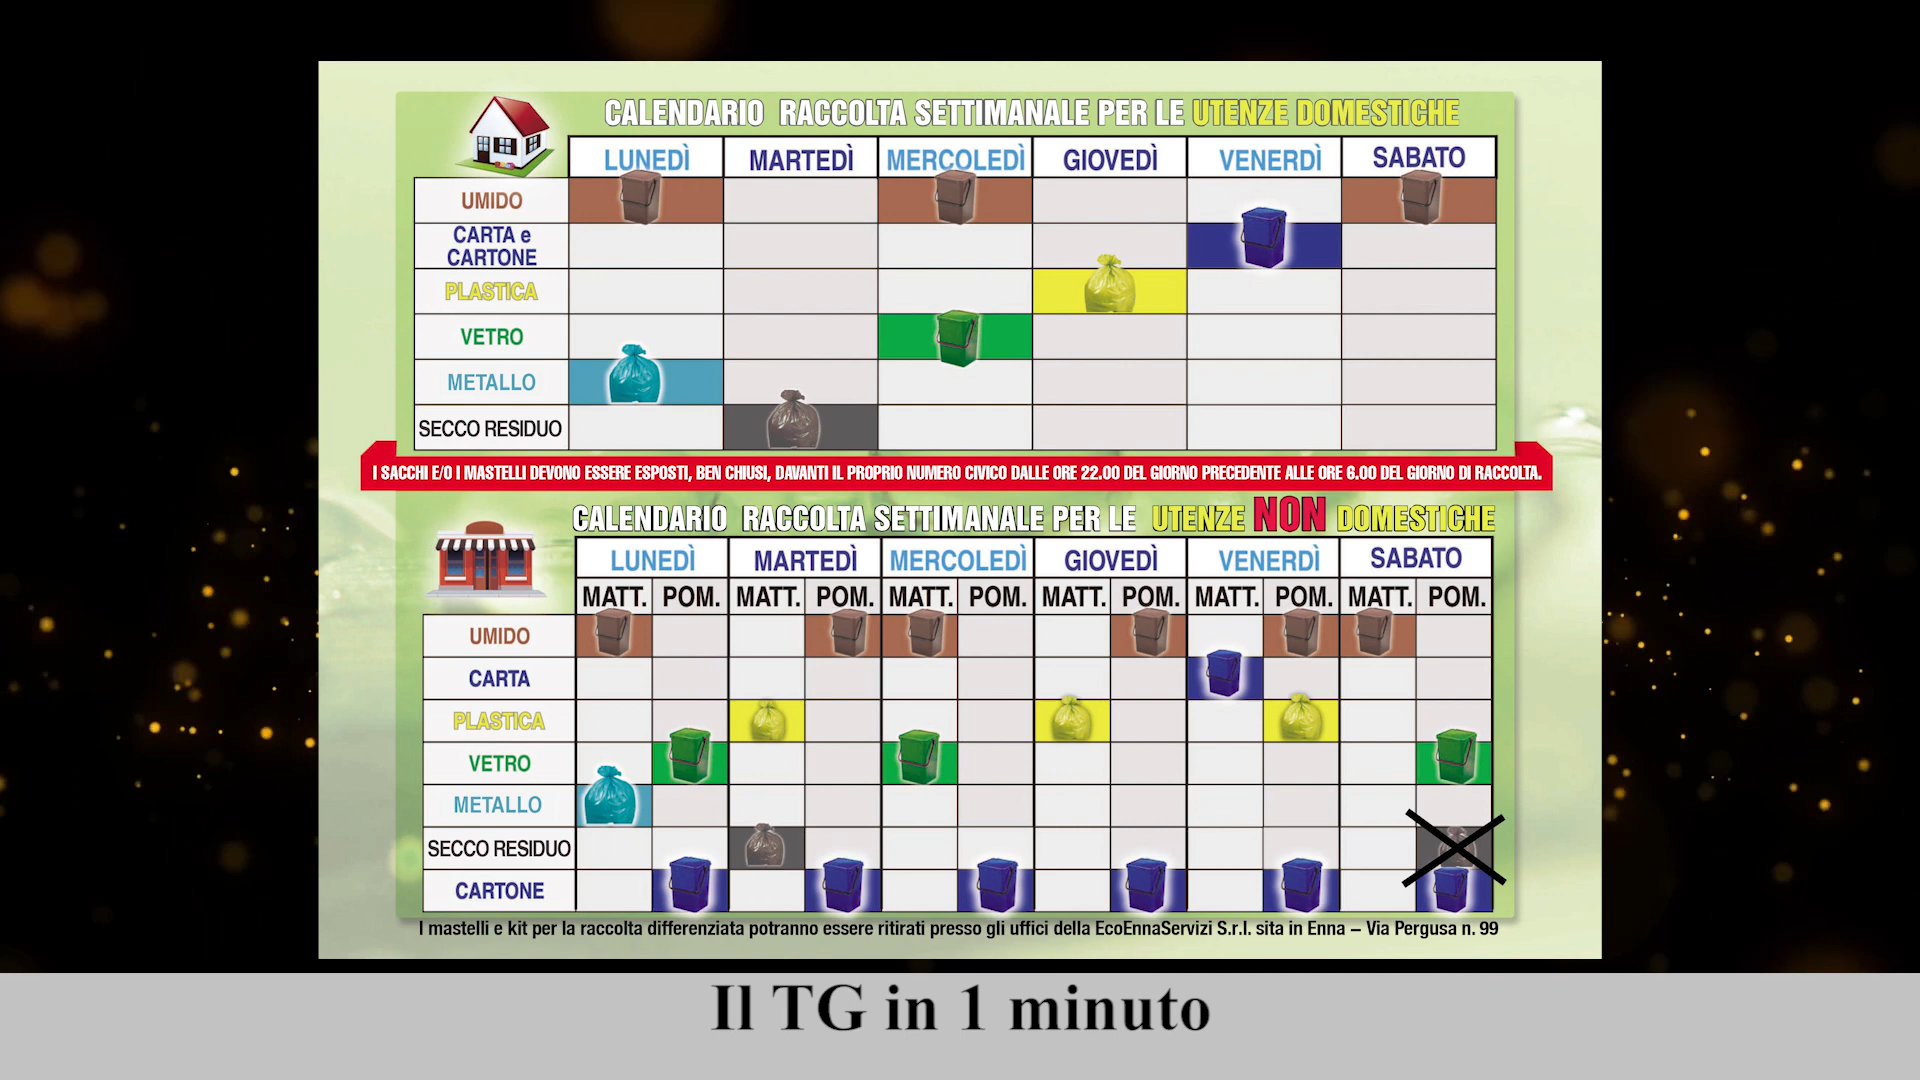 CALENDARIO RACCOLTA SETTIMANALE PER LE UTENZE DOMESTICHE
LUNEDÌ MARTEDÌ MERCOLEDÌ GIOVEDÌ VENERDÌ SABATO
UMIDO
CARTA e
CARTONE
PLASTICA
VETRO
METALLO
SECCO RESIDUO
I SACCHI E/O I MASTELLI DEVONO ESSERE ESPOSTI, BEN CHIUSI, DAVANTI IL PROPRIO NUMERO CIVICO DALLE ORE 22.00 DEL GIORNO PRECEDENTE ALLE ORE 6.00 DEL GIORNO DI RACCOLTA.
CALENDARIO RACCOLTA SETTIMANALE PER LE UTENZE NON DOMESTICHE
LUNEDÌ MARTEDÌ MERCOLEDÌ GIOVEDÌ VENERDÌ SABATO
MATT. POM. MATT. POM. MATT. POM. MATT. POM. MATT. POM. MATT. POM.
UMIDO
CARTA
PLASTICA
VETRO
METALLO
SECCO RESIDUO
CARTONE
I mastelli e kit per la raccolta differenziata potranno essere ritirati presso gli uffici della EcoEnnaServizi S.r.l. sita in Enna – Via Pergusa n. 99
Il TG in 1 minuto